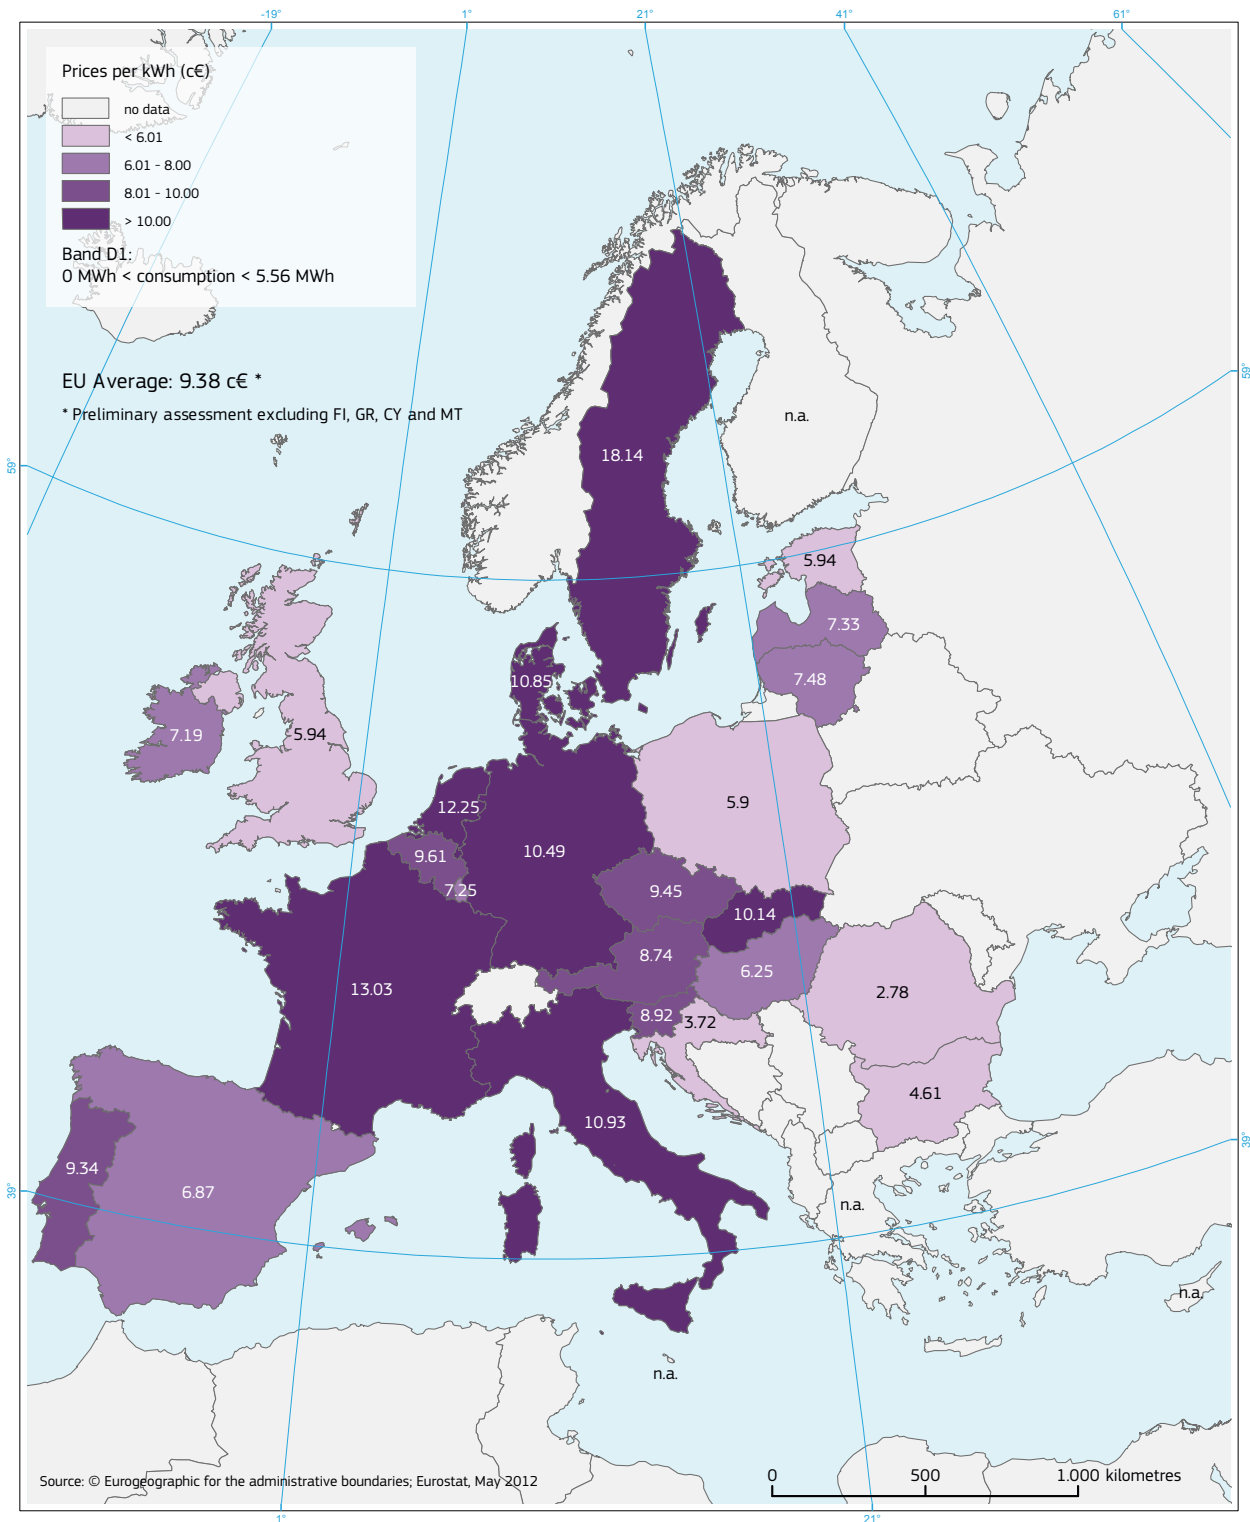 -19° 1° 21° 41° 61°
Prices per kWh (c€)
no data
< 6.01
6.01 - 8.00
8.01 - 10.00
> 10.00
Band D1:
0 MWh < consumption < 5.56 MWh
EU Average: 9.38 c€ *
* Preliminary assessment excluding FI, GR, CY and MT
59°
59°
n.a.
18.14
5.94
7.33
7.48
10.85
7.19
5.94
5.9
12.25
10.49
9.61
7.25
9.45
10.14
8.74
6.25
13.03
2.78
8.92
3.72
4.61
10.93
39°
9.34
6.87
39°
n.a.
n.a.
n.a.
Source: © Eurogeographic for the administrative boundaries; Eurostat, May 2012
0 500 1.000 kilometres
1° 21°